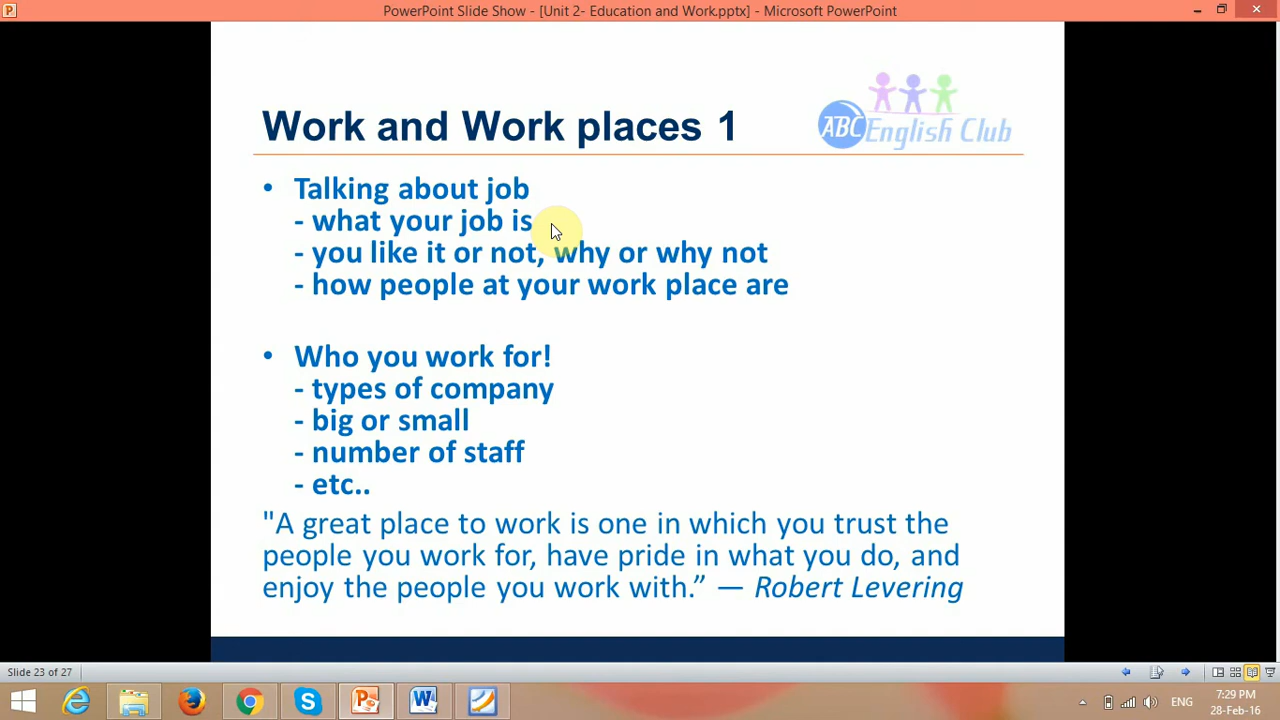 PowerPoint Slide Show - [Unit 2- Education and Work.pptx] - Microsoft PowerPoint
Work and Work places 1
ABC English Club
• Talking about job
- what your job is
- you like it or not, why or why not
- how people at your work place are
• Who you work for!
- types of company
- big or small
- number of staff
- etc..
"A great place to work is one in which you trust the
people you work for, have pride in what you do, and
enjoy the people you work with.” — Robert Levering
Slide 23 of 27
ENG
7:29 PM
28-Feb-16